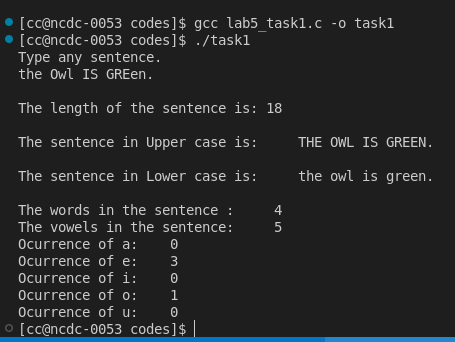 [cc@ncdc-0053 codes]$ gcc lab5_task1.c -o task1
[cc@ncdc-0053 codes]$ ./task1
Type any sentence.
the Owl IS GREen.
The length of the sentence is: 18
The sentence in Upper case is:     THE OWL IS GREEN.
The sentence in Lower case is:     the owl is green.
The words in the sentence :     4
The vowels in the sentence:     5
Ocurrence of a:    0
Ocurrence of e:    3
Ocurrence of i:    0
Ocurrence of o:    1
Ocurrence of u:    0
[cc@ncdc-0053 codes]$